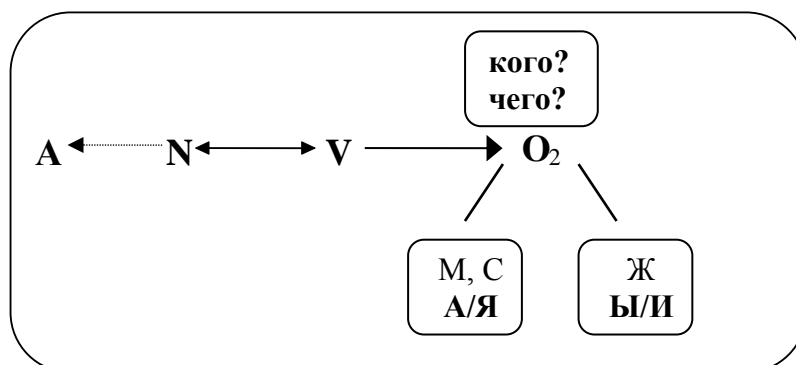 кого?
чего?
A N V O₂
М, С
А/Я
Ж
Ы/И